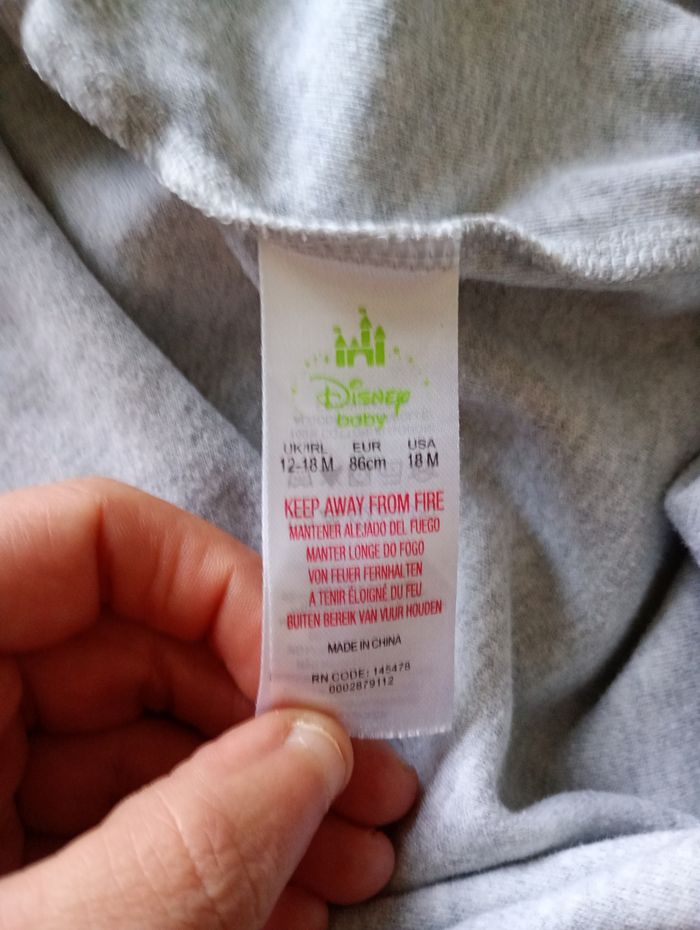 Disney
baby
UK/IRL EUR USA
12-18 M 86cm 18 M
KEEP AWAY FROM FIRE
MANTENER ALEJADO DEL FUEGO
MANTER LONGE DO FOGO
VON FEUER FERNHALTEN
A TENIR ÉLOIGNÉ DU FEU
BUITEN BEREIK VAN VUUR HOUDEN
MADE IN CHINA
RN CODE: 145478
0002879112